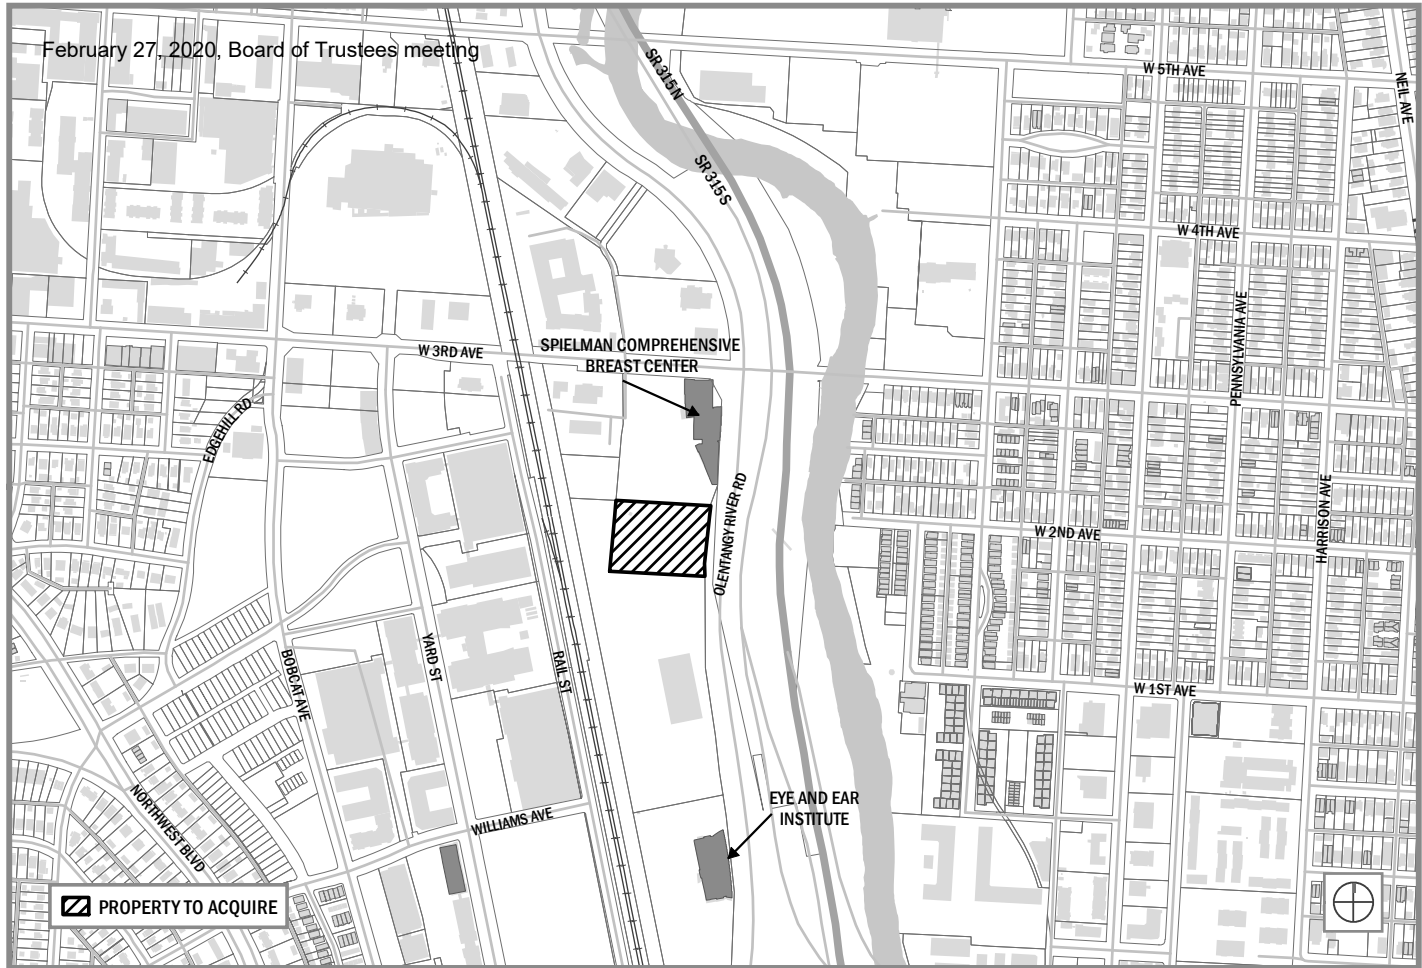 February 27, 2020, Board of Trustees meeting
SR 315 N
W 5TH AVE
NEIL AVE
SR 315 S
W 4TH AVE
PENNSYLVANIA AVE
W 3RD AVE
SPIELMAN COMPREHENSIVE
BREAST CENTER
EDGEHILL RD
OLENTANGY RIVER RD
HARRISON AVE
W 2ND AVE
BOBCAT AVE
YARD ST
RAIL ST
W 1ST AVE
NORTHWEST BLVD
WILLIAMS AVE
EYE AND EAR
INSTITUTE
PROPERTY TO ACQUIRE